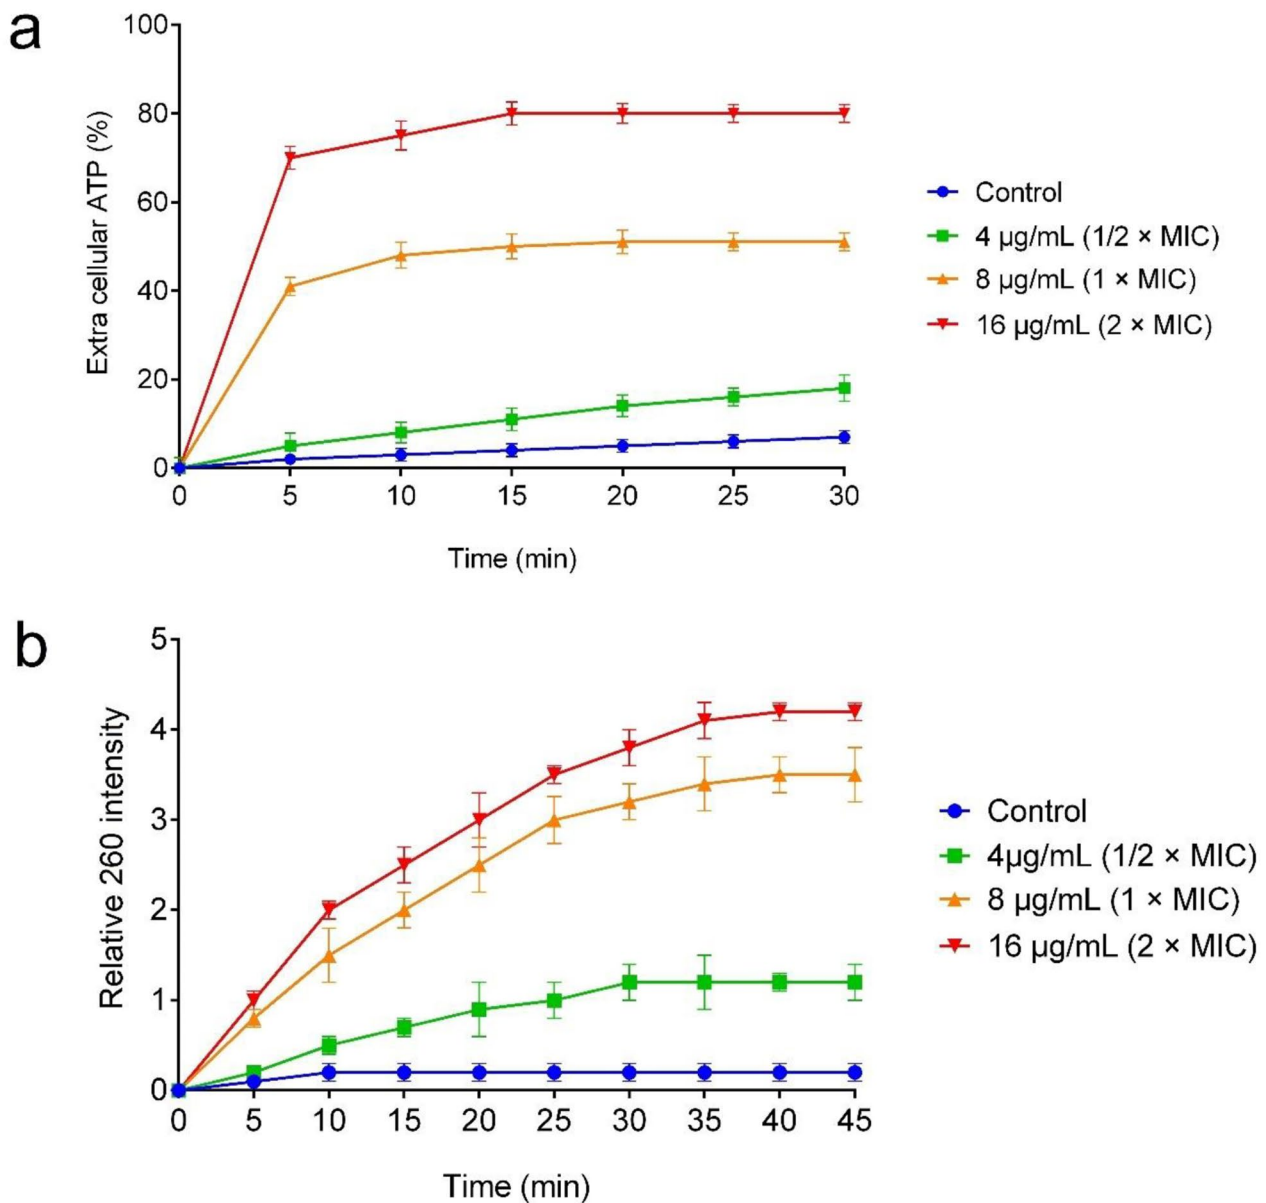 a
Extra cellular ATP (%)
100
80
60
40
20
0
0 5 10 15 20 25 30
Time (min)
Control
4 µg/mL (1/2 × MIC)
8 µg/mL (1 × MIC)
16 µg/mL (2 × MIC)
b
Relative 260 intensity
5
4
3
2
1
0
0 5 10 15 20 25 30 35 40 45
Time (min)
Control
4µg/mL (1/2 × MIC)
8 µg/mL (1 × MIC)
16 µg/mL (2 × MIC)